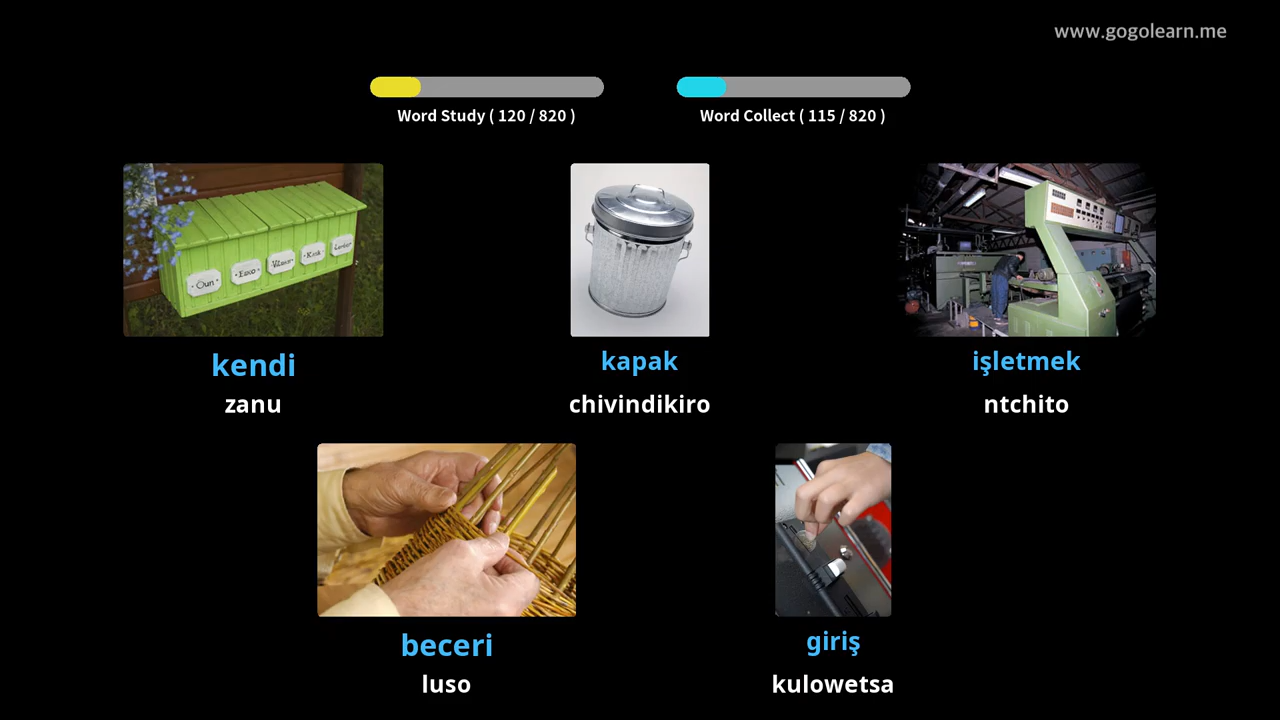 www.gogolearn.me
Word Study ( 120 / 820 )
Word Collect ( 115 / 820 )
kendi
zanu
kapak
chivindikiro
işletmek
ntchito
beceri
luso
giriş
kulowetsa